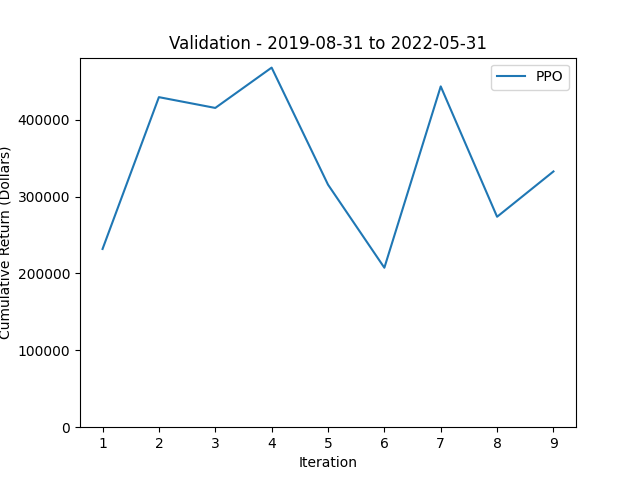 Validation - 2019-08-31 to 2022-05-31
PPO
Cumulative Return (Dollars)
400000
300000
200000
100000
0
1 2 3 4 5 6 7 8 9
Iteration